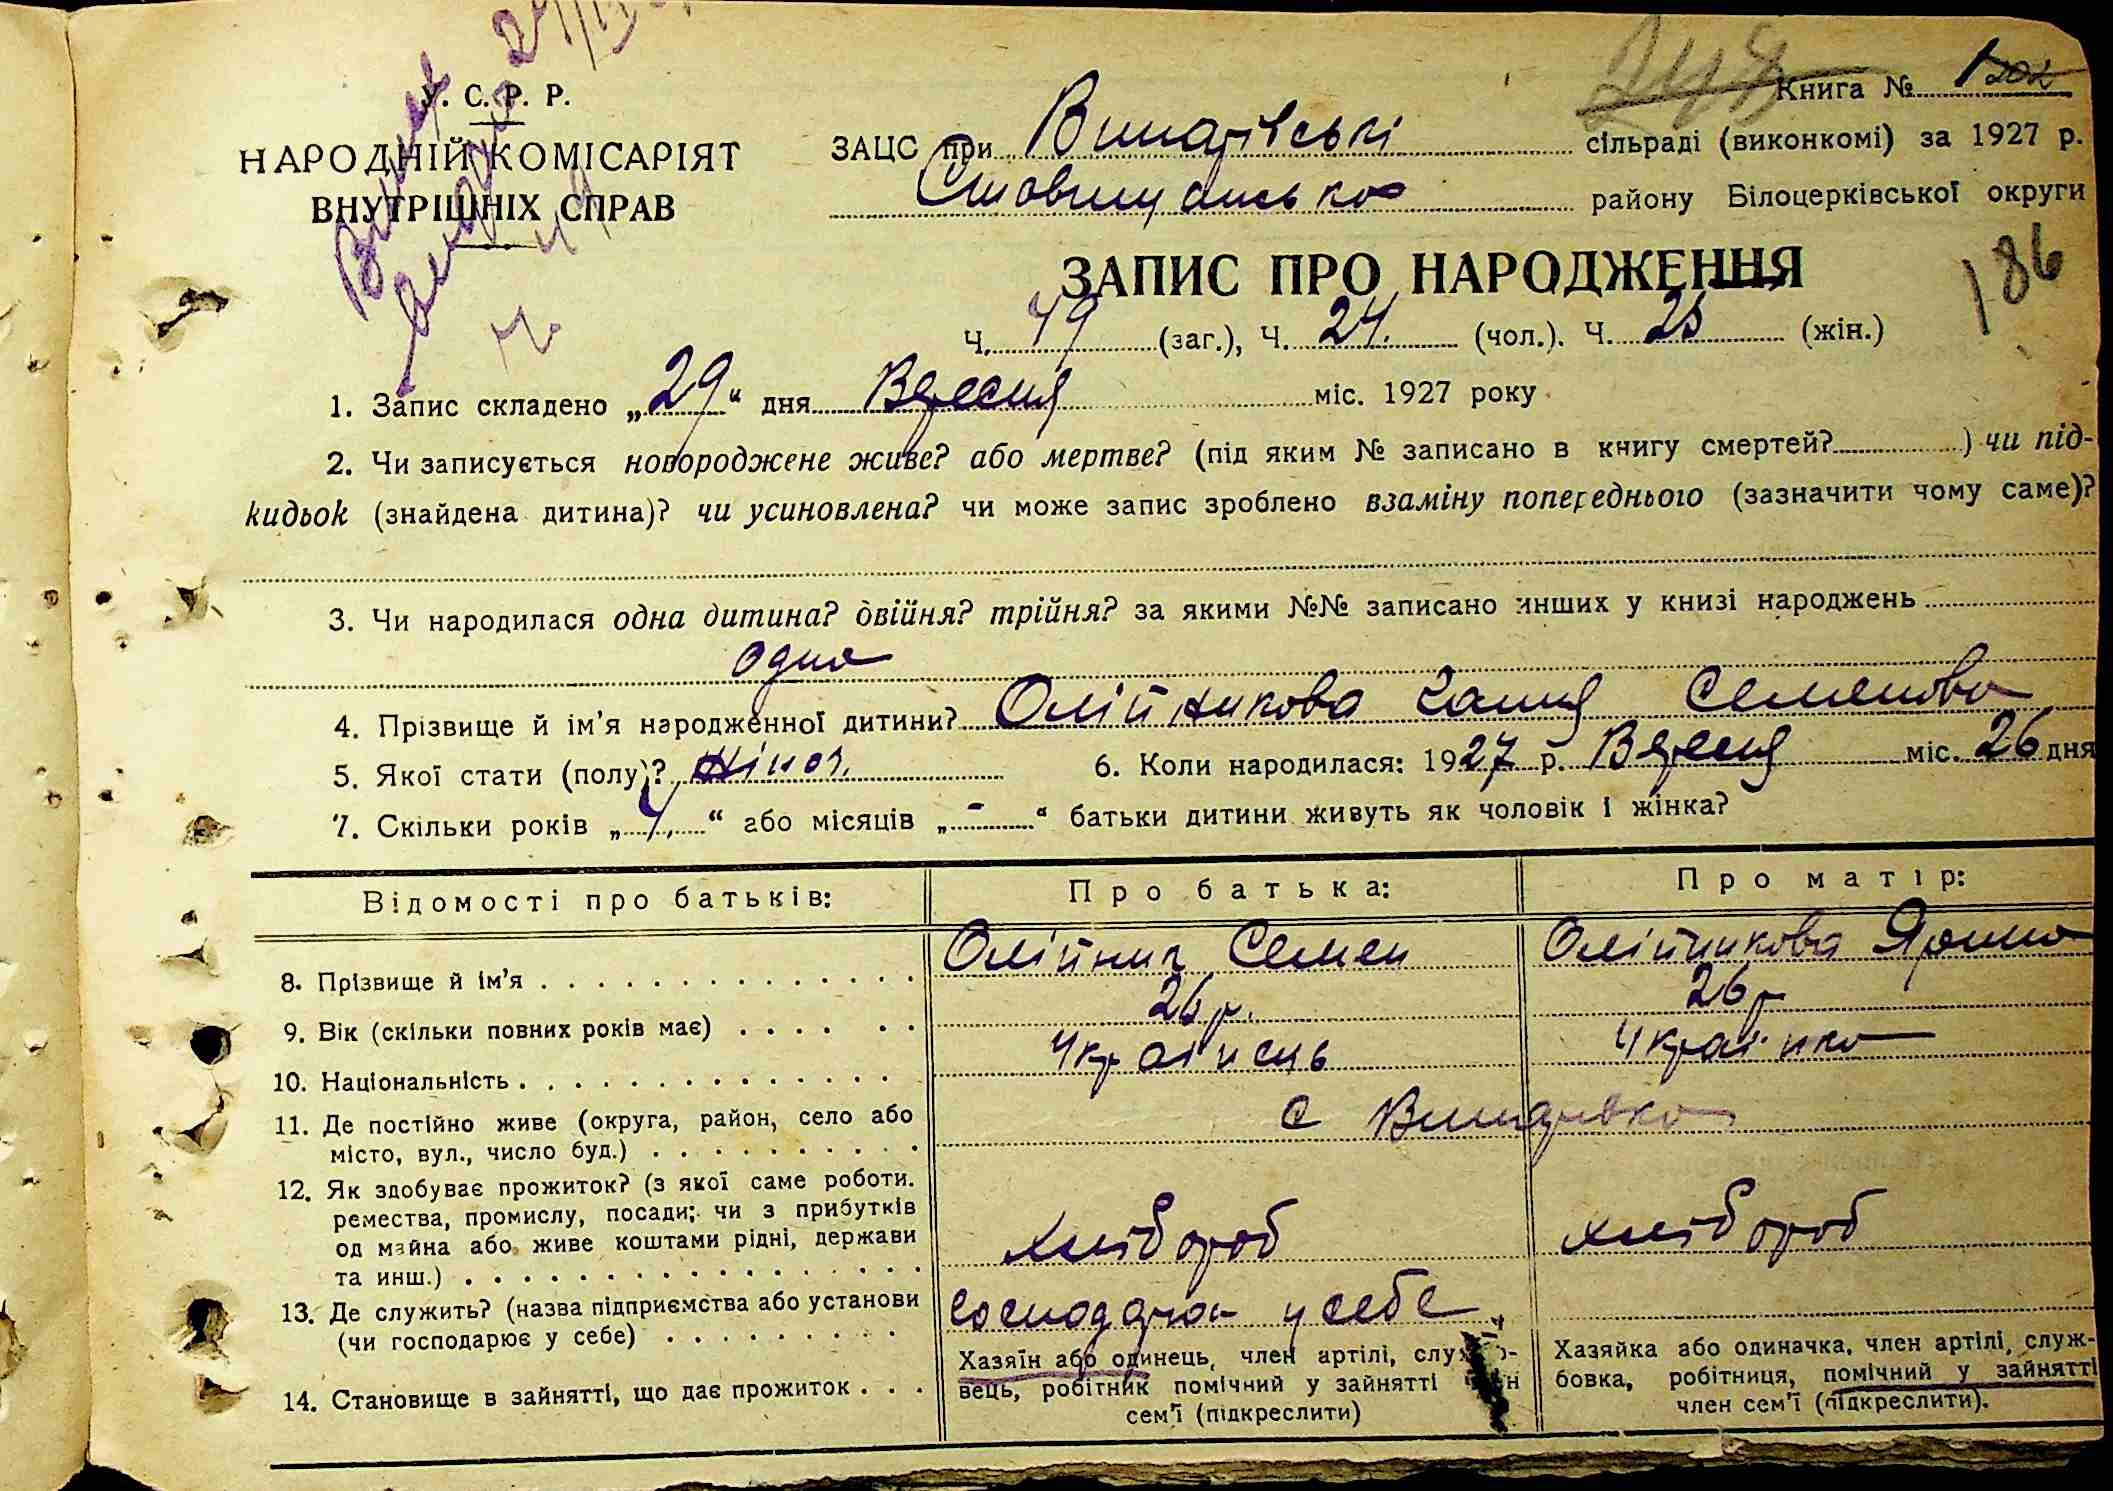 У. С. Р. Р.
НАРОДНІЙ КОМІСАРІЯТ
ВНУТРІШНІХ СПРАВ
Книга № 1
ЗАЦС при сільраді (виконкомі) за 1927 р.
району Білоцерківської округи
186
ЗАПИС ПРО НАРОДЖЕННЯ
Ч. 49 (заг.), Ч. 24. (чол.). Ч. 25 (жін.)
1. Запис складено „29“ дня Вересня міс. 1927 року
2. Чи записується новороджене живе? або мертве? (під яким № записано в книгу смертей?) чи під-
кидьок (знайдена дитина)? чи усиновлена? чи може запис зроблено взаміну попереднього (зазначити чому саме)?
3. Чи народилася одна дитина? двійня? трійня? за якими №№ записано инших у книзі народжень
одна
4. Прізвище й ім’я народженної дитини? Олійникова Гання Семенова
5. Якої стати (полу)? Жіноч. 6. Коли народилася: 1927 р. Вересня міс. 26 дня
7. Скільки років „4.“ або місяців „-“ батьки дитини живуть як чоловік і жінка?
Відомості про батьків: Про батька: Про матір:
8. Прізвище й ім’я Олійник Семен Олійникова Ярина
9. Вік (скільки повних років має) 26 р. 26 р
10. Національність Українець Українка
11. Де постійно живе (округа, район, село або
місто, вул., число буд.) с
12. Як здобуває прожиток? (з якої саме роботи.
ремества, промислу, посади; чи з прибутків
од майна або живе коштами рідні, держави
та инш.) хлібороб хлібороб
13. Де служить? (назва підприємства або установи
(чи господарює у себе) у себе
14. Становище в зайнятті, що дає прожиток
Хазяїн або одинець, член артілі, службо-
вець, робітник помічний у зайнятті член
сем’ї (підкреслити)
Хазяйка або одиначка, член артілі, служ-
бовка, робітниця, помічний у зайнятті
член сем’ї (підкреслити).